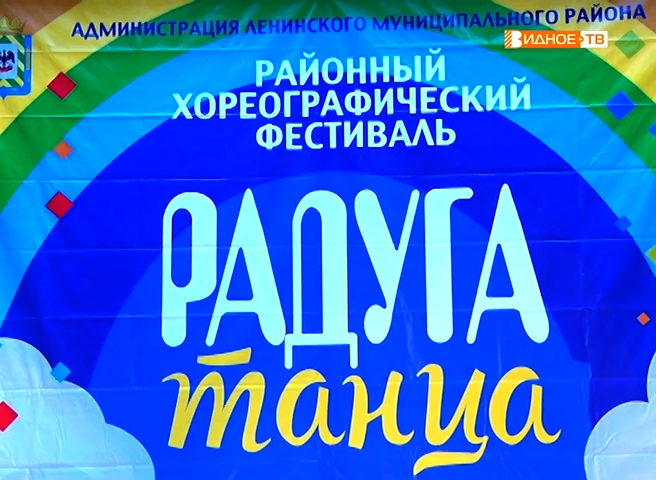 АДМИНИСТРАЦИЯ ЛЕНИНСКОГО МУНИЦИПАЛЬНОГО РАЙОНА
ВИДНОЕ-ТВ
РАЙОННЫЙ
ХОРЕОГРАФИЧЕСКИЙ
ФЕСТИВАЛЬ
РАДУГА
танца